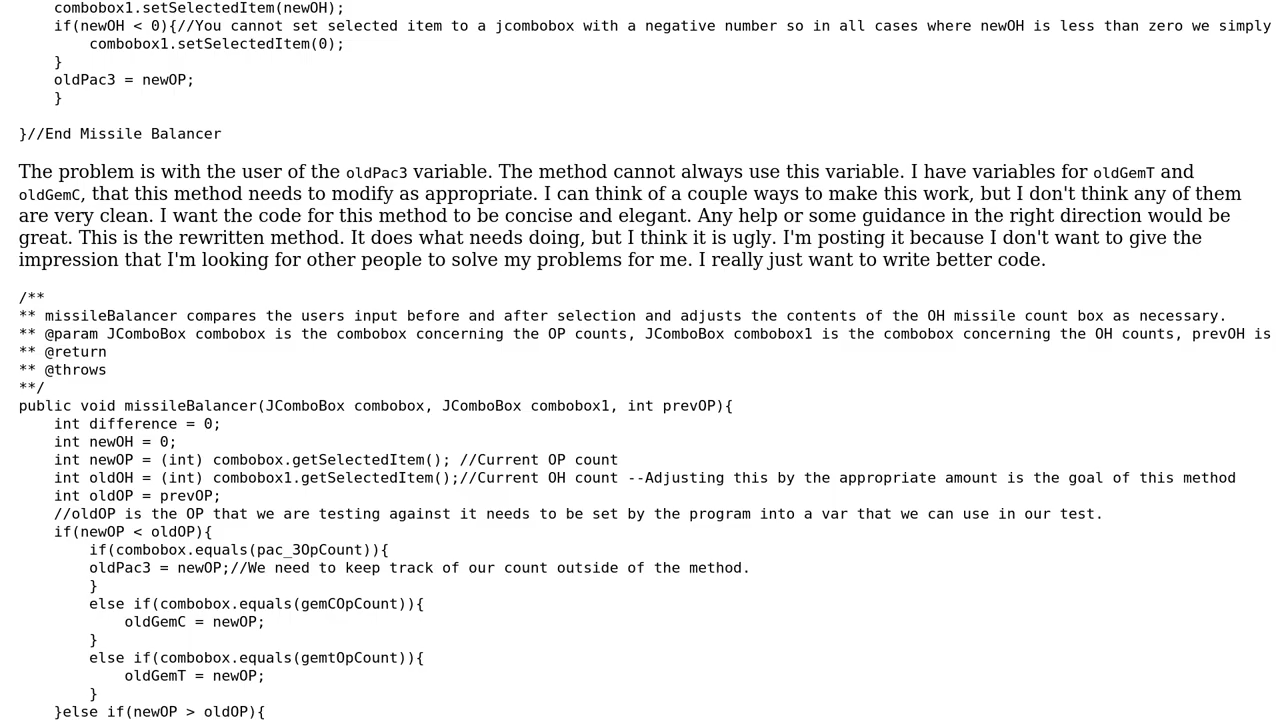 combobox1.setSelectedItem(newOH);
    if(newOH < 0){//You cannot set selected item to a jcombobox with a negative number so in all cases where newOH is less than zero we simply
        combobox1.setSelectedItem(0);
    }
    oldPac3 = newOP;
    }

}//End Missile Balancer
The problem is with the user of the oldPac3 variable. The method cannot always use this variable. I have variables for oldGemT and
oldGemC, that this method needs to modify as appropriate. I can think of a couple ways to make this work, but I don't think any of them
are very clean. I want the code for this method to be concise and elegant. Any help or some guidance in the right direction would be
great. This is the rewritten method. It does what needs doing, but I think it is ugly. I'm posting it because I don't want to give the
impression that I'm looking for other people to solve my problems for me. I really just want to write better code.
/**
** missileBalancer compares the users input before and after selection and adjusts the contents of the OH missile count box as necessary.
** @param JComboBox combobox is the combobox concerning the OP counts, JComboBox combobox1 is the combobox concerning the OH counts, prevOH is
** @return
** @throws
**/
public void missileBalancer(JComboBox combobox, JComboBox combobox1, int prevOP){
    int difference = 0;
    int newOH = 0;
    int newOP = (int) combobox.getSelectedItem(); //Current OP count
    int oldOH = (int) combobox1.getSelectedItem();//Current OH count --Adjusting this by the appropriate amount is the goal of this method
    int oldOP = prevOP;
    //oldOP is the OP that we are testing against it needs to be set by the program into a var that we can use in our test.
    if(newOP < oldOP){
        if(combobox.equals(pac_3OpCount)){
        oldPac3 = newOP;//We need to keep track of our count outside of the method.
        }
        else if(combobox.equals(gemCOpCount)){
            oldGemC = newOP;
        }
        else if(combobox.equals(gemtOpCount)){
            oldGemT = newOP;
        }
    }else if(newOP > oldOP){